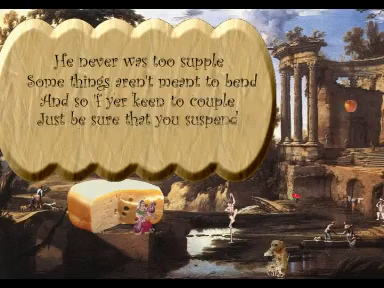 He never was too supple
Some things aren't meant to bend
And so 'f yer keen to couple
Just be sure that you suspend